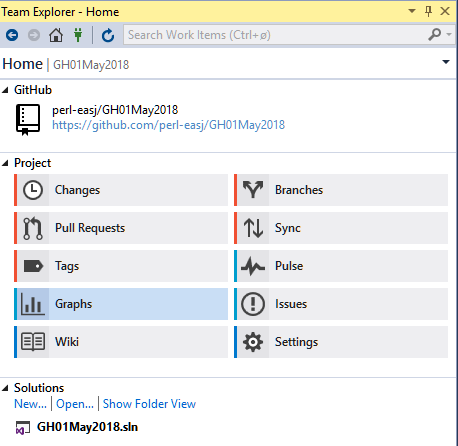 Team Explorer - Home
Search Work Items (Ctrl+ø)
Home | GH01May2018
GitHub
perl-easj/GH01May2018
https://github.com/perl-easj/GH01May2018
Project
Changes Branches
Pull Requests Sync
Tags Pulse
Graphs Issues
Wiki Settings
Solutions
New... | Open... | Show Folder View
GH01May2018.sln